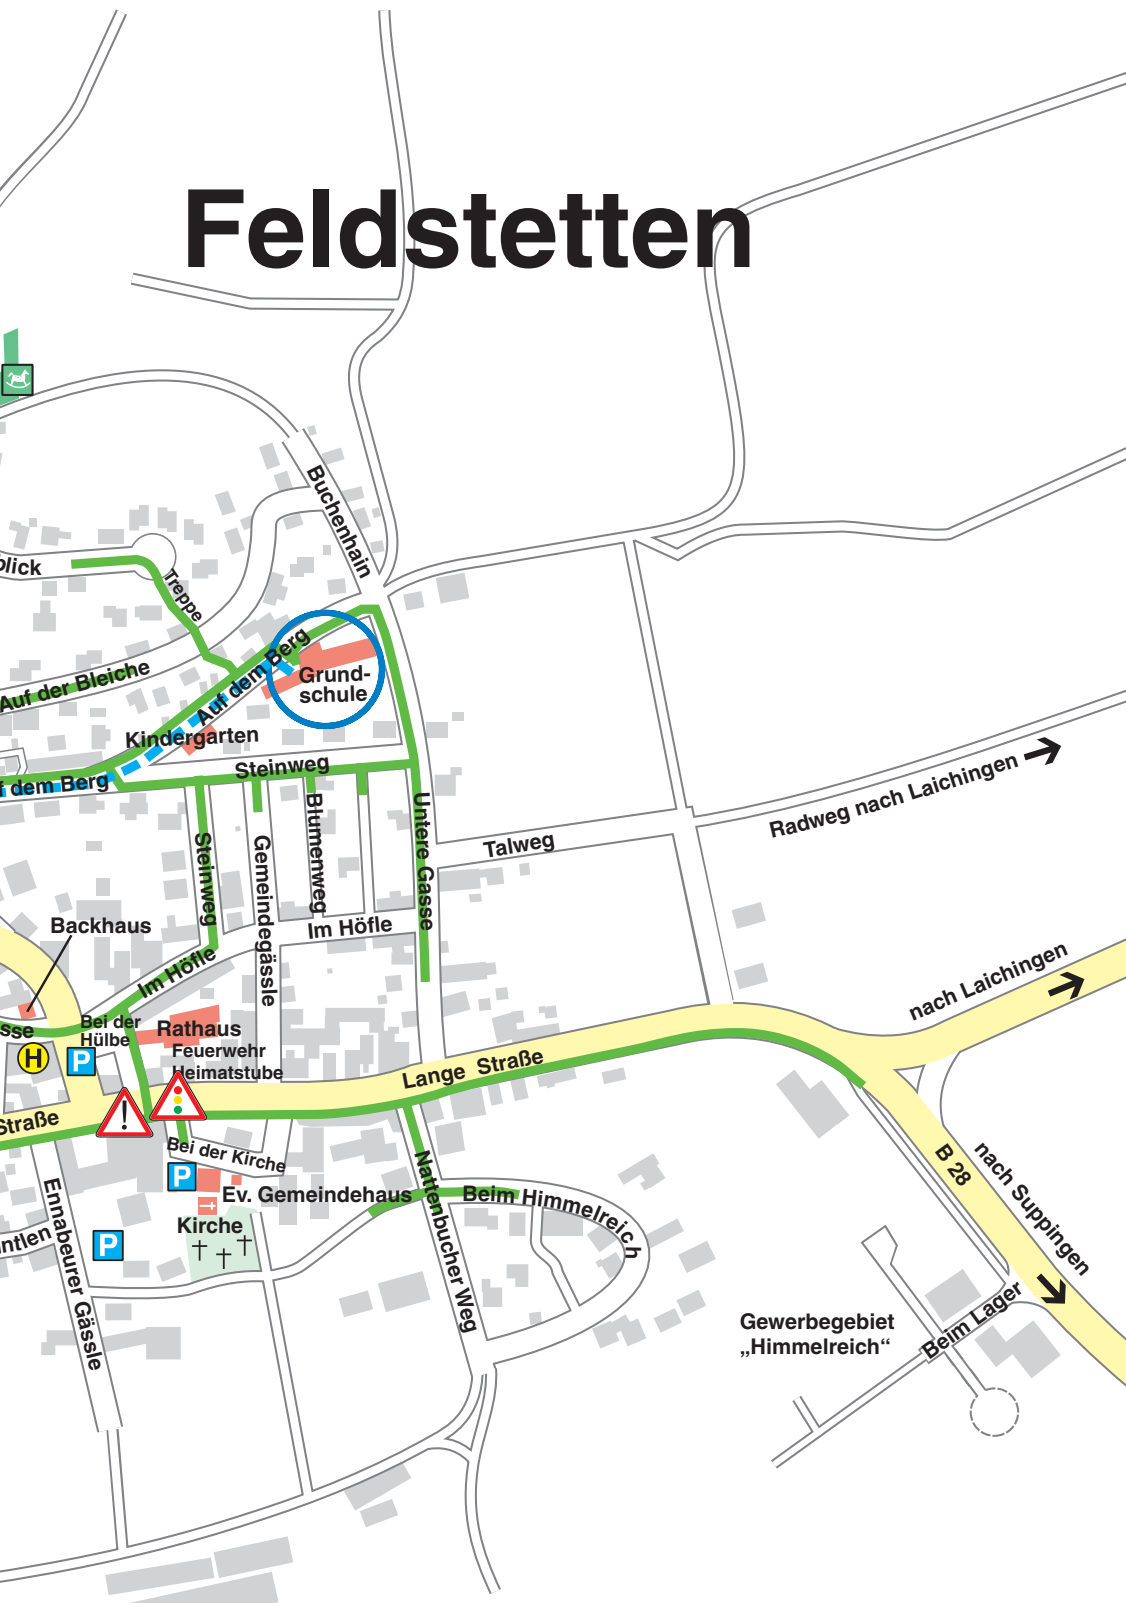 Feldstetten
Buchenhain
blick
Treppe
Auf der Bleiche
Auf dem Berg
Grund-
schule
Kindergarten
Steinweg
f dem Berg
Untere Gasse
Blumenweg
Gemeindegässle
Steinweg
Talweg
Radweg nach Laichingen
Backhaus
Im Höfle
Im Höfle
nach Laichingen
sse
Bei der
Hülbe
Rathaus
Feuerwehr
Heimatstube
H
P
Lange Straße
Straße
!
Bei der Kirche
P
Ev. Gemeindehaus
Kirche
Nattenbucher Weg
Beim Himmelreich
B 28
nach Suppingen
Ennabeurer Gässle
ntlen
P
Gewerbegebiet
„Himmelreich“
Beim Lager